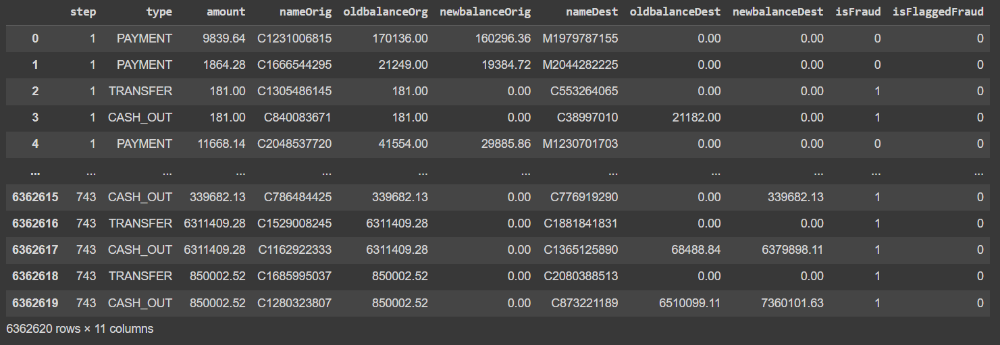 step type amount nameOrig oldbalanceOrg newbalanceOrig nameDest oldbalanceDest newbalanceDest isFraud isFlaggedFraud
0 1 PAYMENT 9839.64 C1231006815 170136.00 160296.36 M1979787155 0.00 0.00 0 0
1 1 PAYMENT 1864.28 C1666544295 21249.00 19384.72 M2044282225 0.00 0.00 0 0
2 1 TRANSFER 181.00 C1305486145 181.00 0.00 C553264065 0.00 0.00 1 0
3 1 CASH_OUT 181.00 C840083671 181.00 0.00 C38997010 21182.00 0.00 1 0
4 1 PAYMENT 11668.14 C2048537720 41554.00 29885.86 M1230701703 0.00 0.00 0 0
... ... ... ... ... ... ... ... ... ... ... ...
6362615 743 CASH_OUT 339682.13 C786484425 339682.13 0.00 C776919290 0.00 339682.13 1 0
6362616 743 TRANSFER 6311409.28 C1529008245 6311409.28 0.00 C1881841831 0.00 0.00 1 0
6362617 743 CASH_OUT 6311409.28 C1162922333 6311409.28 0.00 C1365125890 68488.84 6379898.11 1 0
6362618 743 TRANSFER 850002.52 C1685995037 850002.52 0.00 C2080388513 0.00 0.00 1 0
6362619 743 CASH_OUT 850002.52 C1280323807 850002.52 0.00 C873221189 6510099.11 7360101.63 1 0
6362620 rows × 11 columns